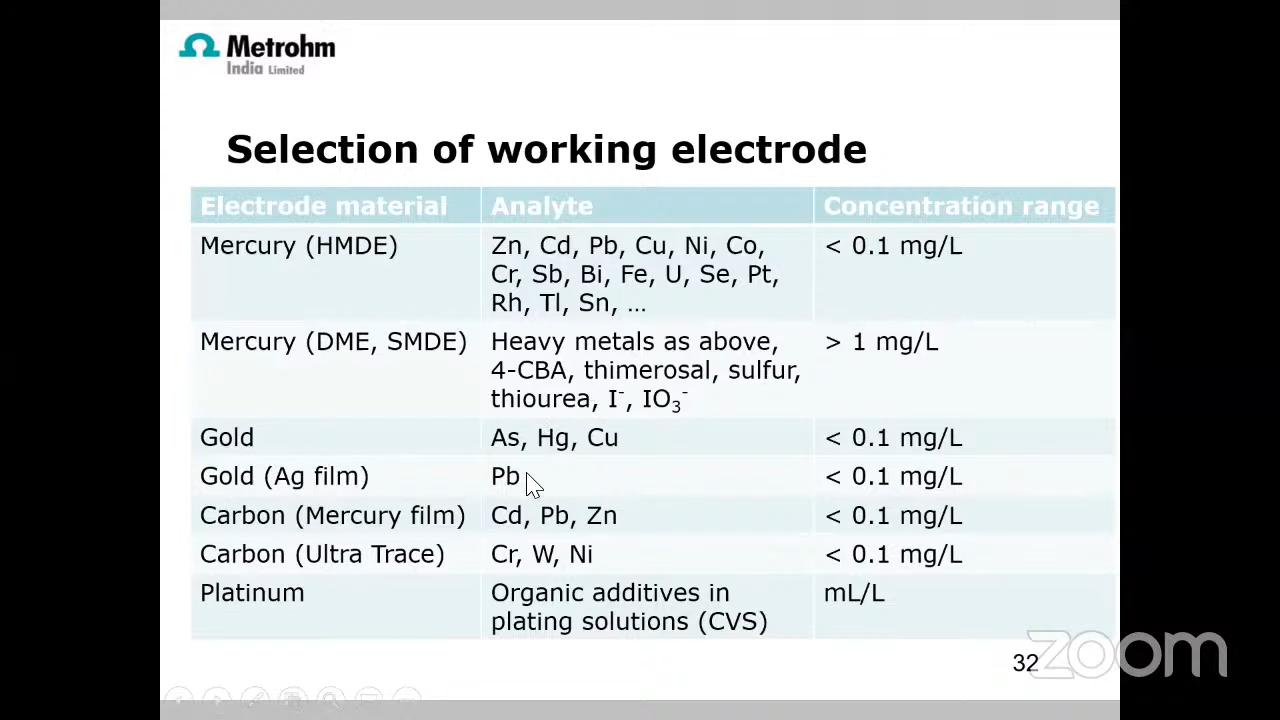 Metrohm
India Limited
Selection of working electrode
Electrode material Analyte Concentration range
Mercury (HMDE) Zn, Cd, Pb, Cu, Ni, Co, < 0.1 mg/L
Cr, Sb, Bi, Fe, U, Se, Pt,
Rh, Tl, Sn, ...
Mercury (DME, SMDE) Heavy metals as above, > 1 mg/L
4-CBA, thimerosal, sulfur,
thiourea, I⁻, IO₃⁻
Gold As, Hg, Cu < 0.1 mg/L
Gold (Ag film) Pb < 0.1 mg/L
Carbon (Mercury film) Cd, Pb, Zn < 0.1 mg/L
Carbon (Ultra Trace) Cr, W, Ni < 0.1 mg/L
Platinum Organic additives in mL/L
plating solutions (CVS)
32
zoom